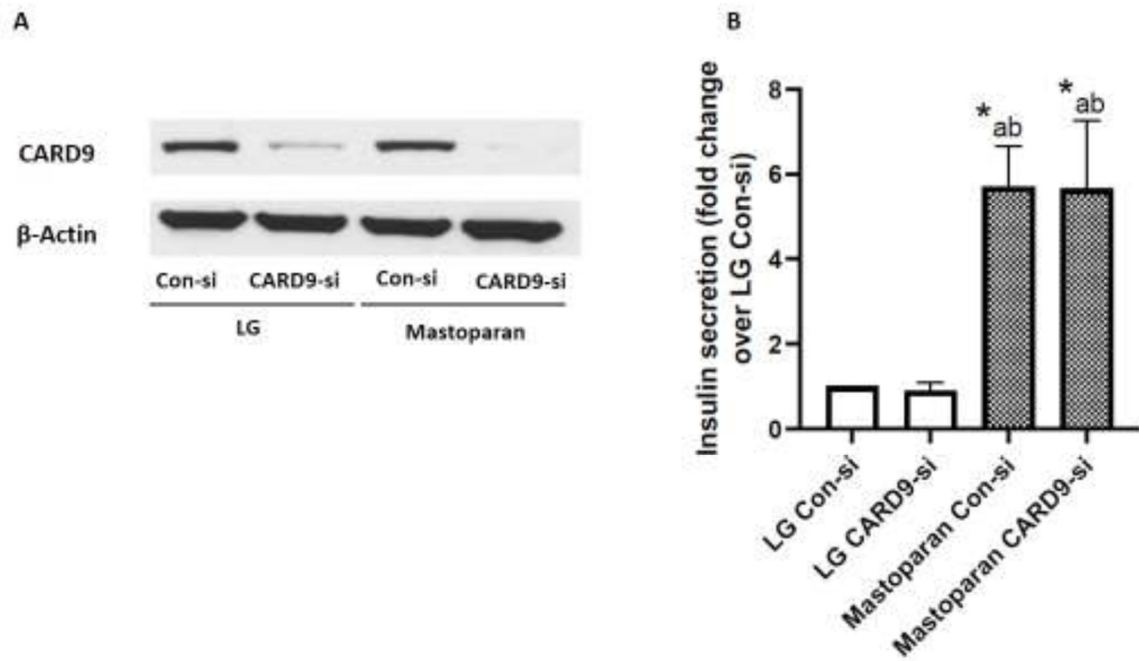 A
CARD9
β-Actin
Con-si CARD9-si Con-si CARD9-si
LG Mastoparan
B
Insulin secretion (fold change
over LG Con-si)
8
6
4
2
0
* ab
* ab
LG Con-si
LG CARD9-si
Mastoparan Con-si
Mastoparan CARD9-si